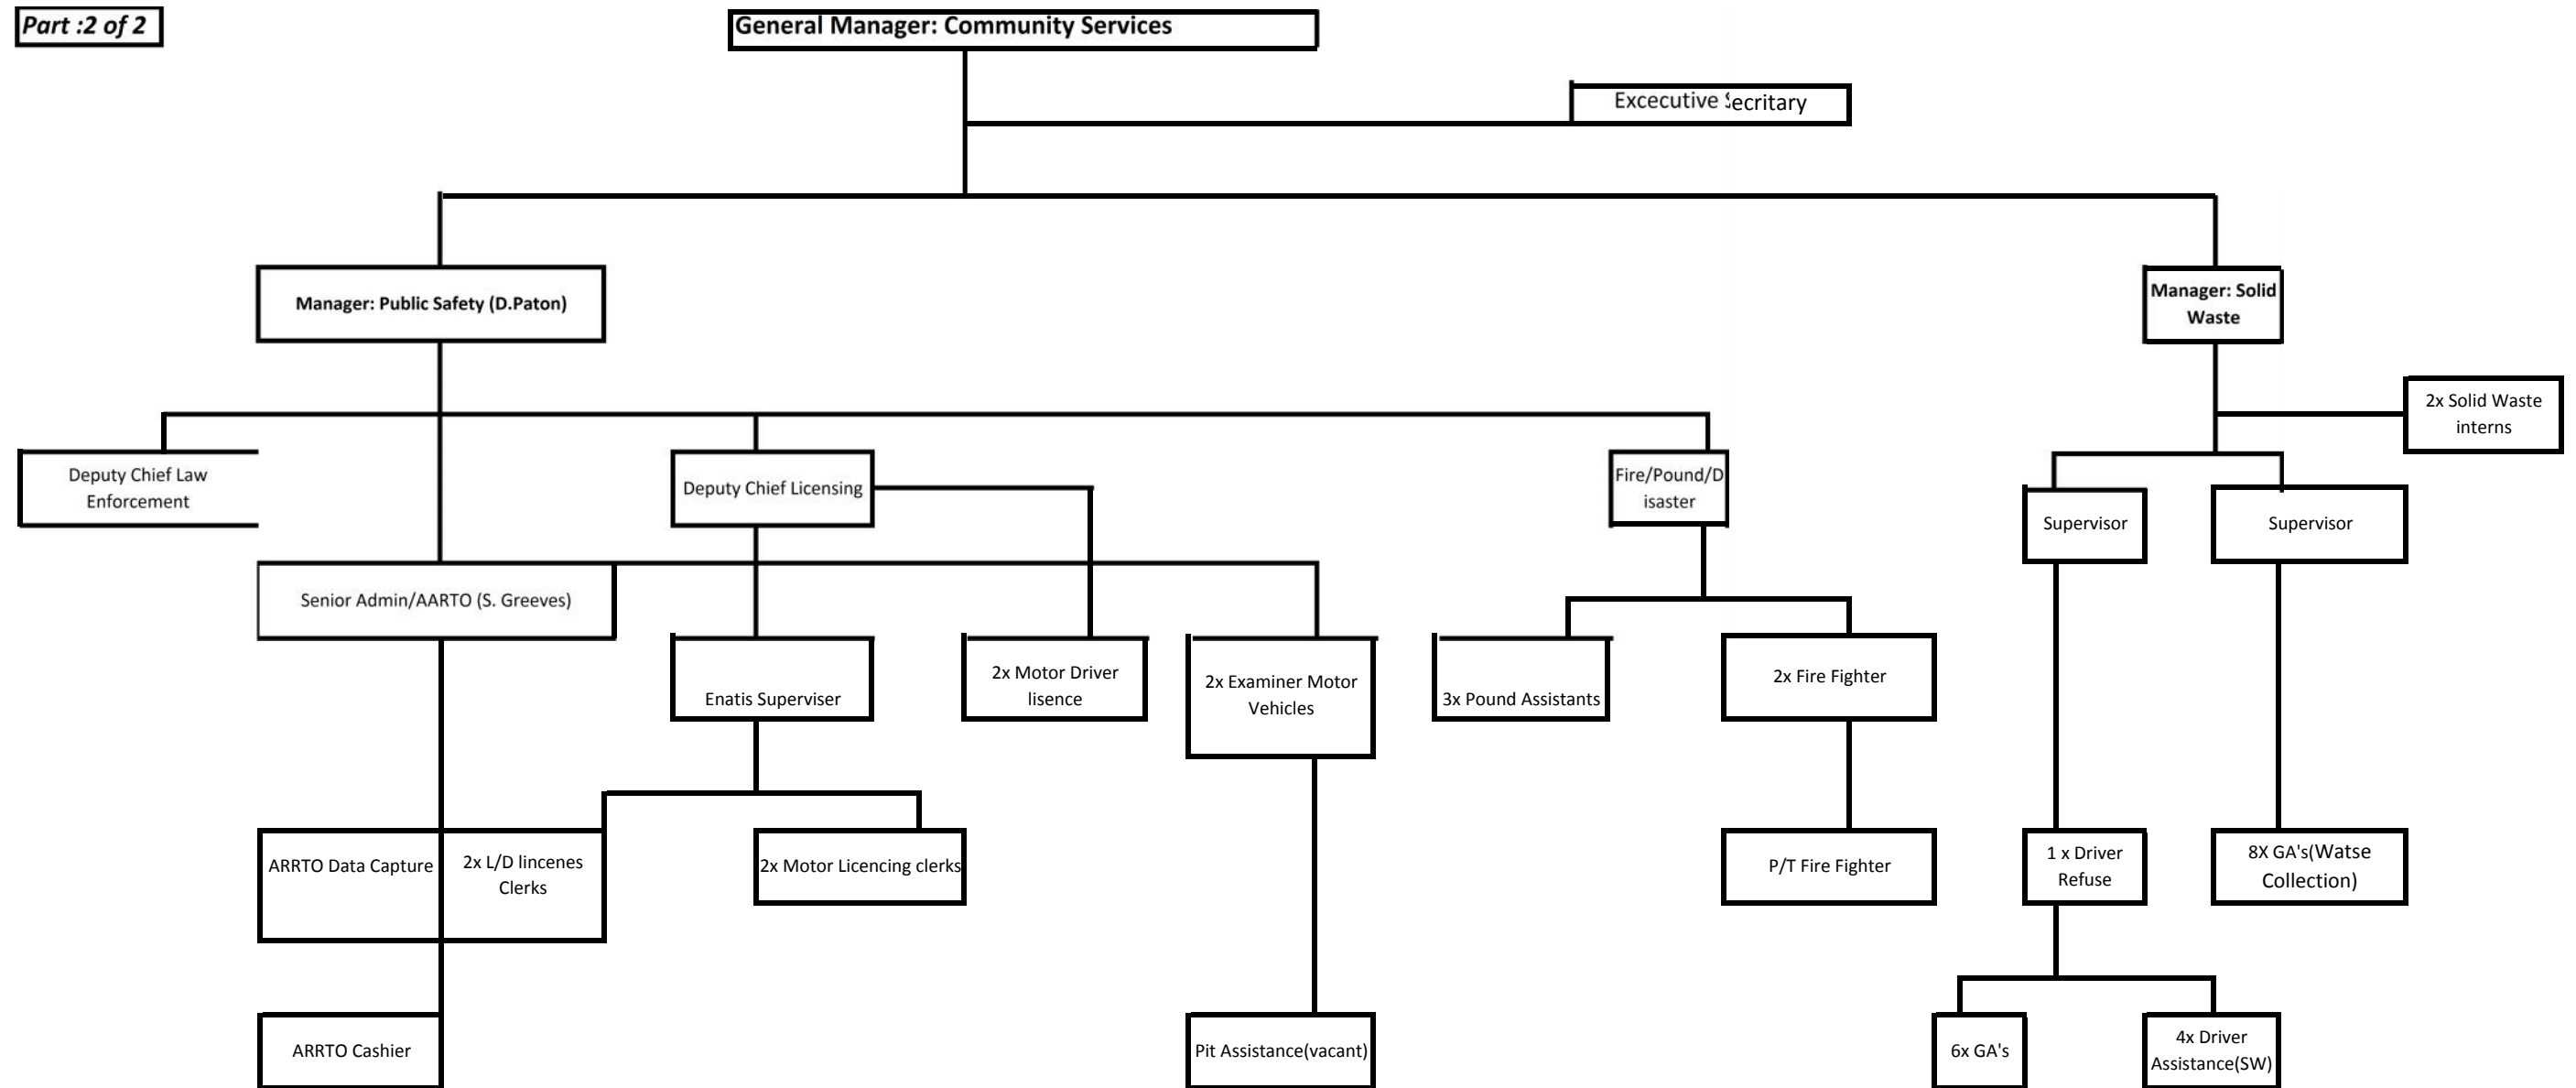 Part :2 of 2
General Manager: Community Services
Excecutive Secritary
Manager: Public Safety (D.Paton)
Manager: Solid
Waste
2x Solid Waste
interns
Deputy Chief Law
Enforcement
Deputy Chief Licensing
Fire/Pound/D
isaster
Supervisor
Supervisor
Senior Admin/AARTO (S. Greeves)
Enatis Superviser
2x Motor Driver
lisence
2x Examiner Motor
Vehicles
3x Pound Assistants
2x Fire Fighter
ARRTO Data Capture
2x L/D lincenes
Clerks
2x Motor Licencing clerks
P/T Fire Fighter
1 x Driver
Refuse
8X GA's(Watse
Collection)
ARRTO Cashier
Pit Assistance(vacant)
6x GA's
4x Driver
Assistance(SW)